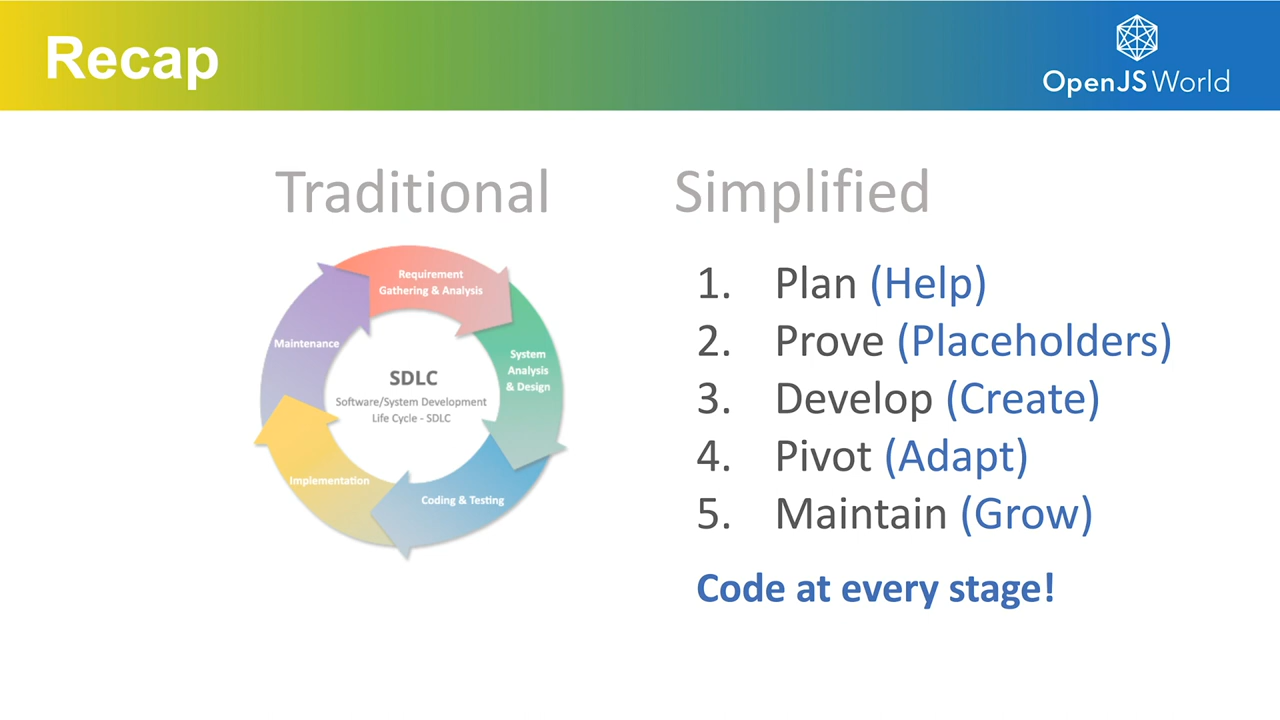 Recap
OpenJS World
Traditional
Simplified
Requirement
Gathering & Analysis
System
Analysis
& Design
Coding & Testing
Implementation
Maintenance
SDLC
Software/System Development
Life Cycle - SDLC
1. Plan (Help)
2. Prove (Placeholders)
3. Develop (Create)
4. Pivot (Adapt)
5. Maintain (Grow)
Code at every stage!